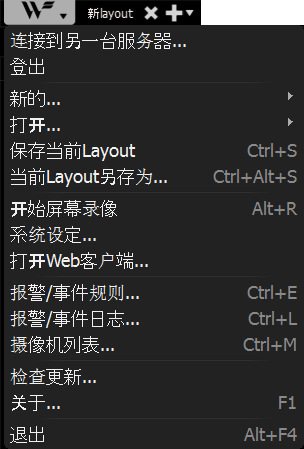 新layout
连接到另一台服务器...
登出
新的...
打开...
保存当前Layout Ctrl+S
当前Layout另存为... Ctrl+Alt+S
开始屏幕录像 Alt+R
系统设定...
打开Web客户端...
报警/事件规则... Ctrl+E
报警/事件日志... Ctrl+L
摄像机列表... Ctrl+M
检查更新...
关于... F1
退出 Alt+F4